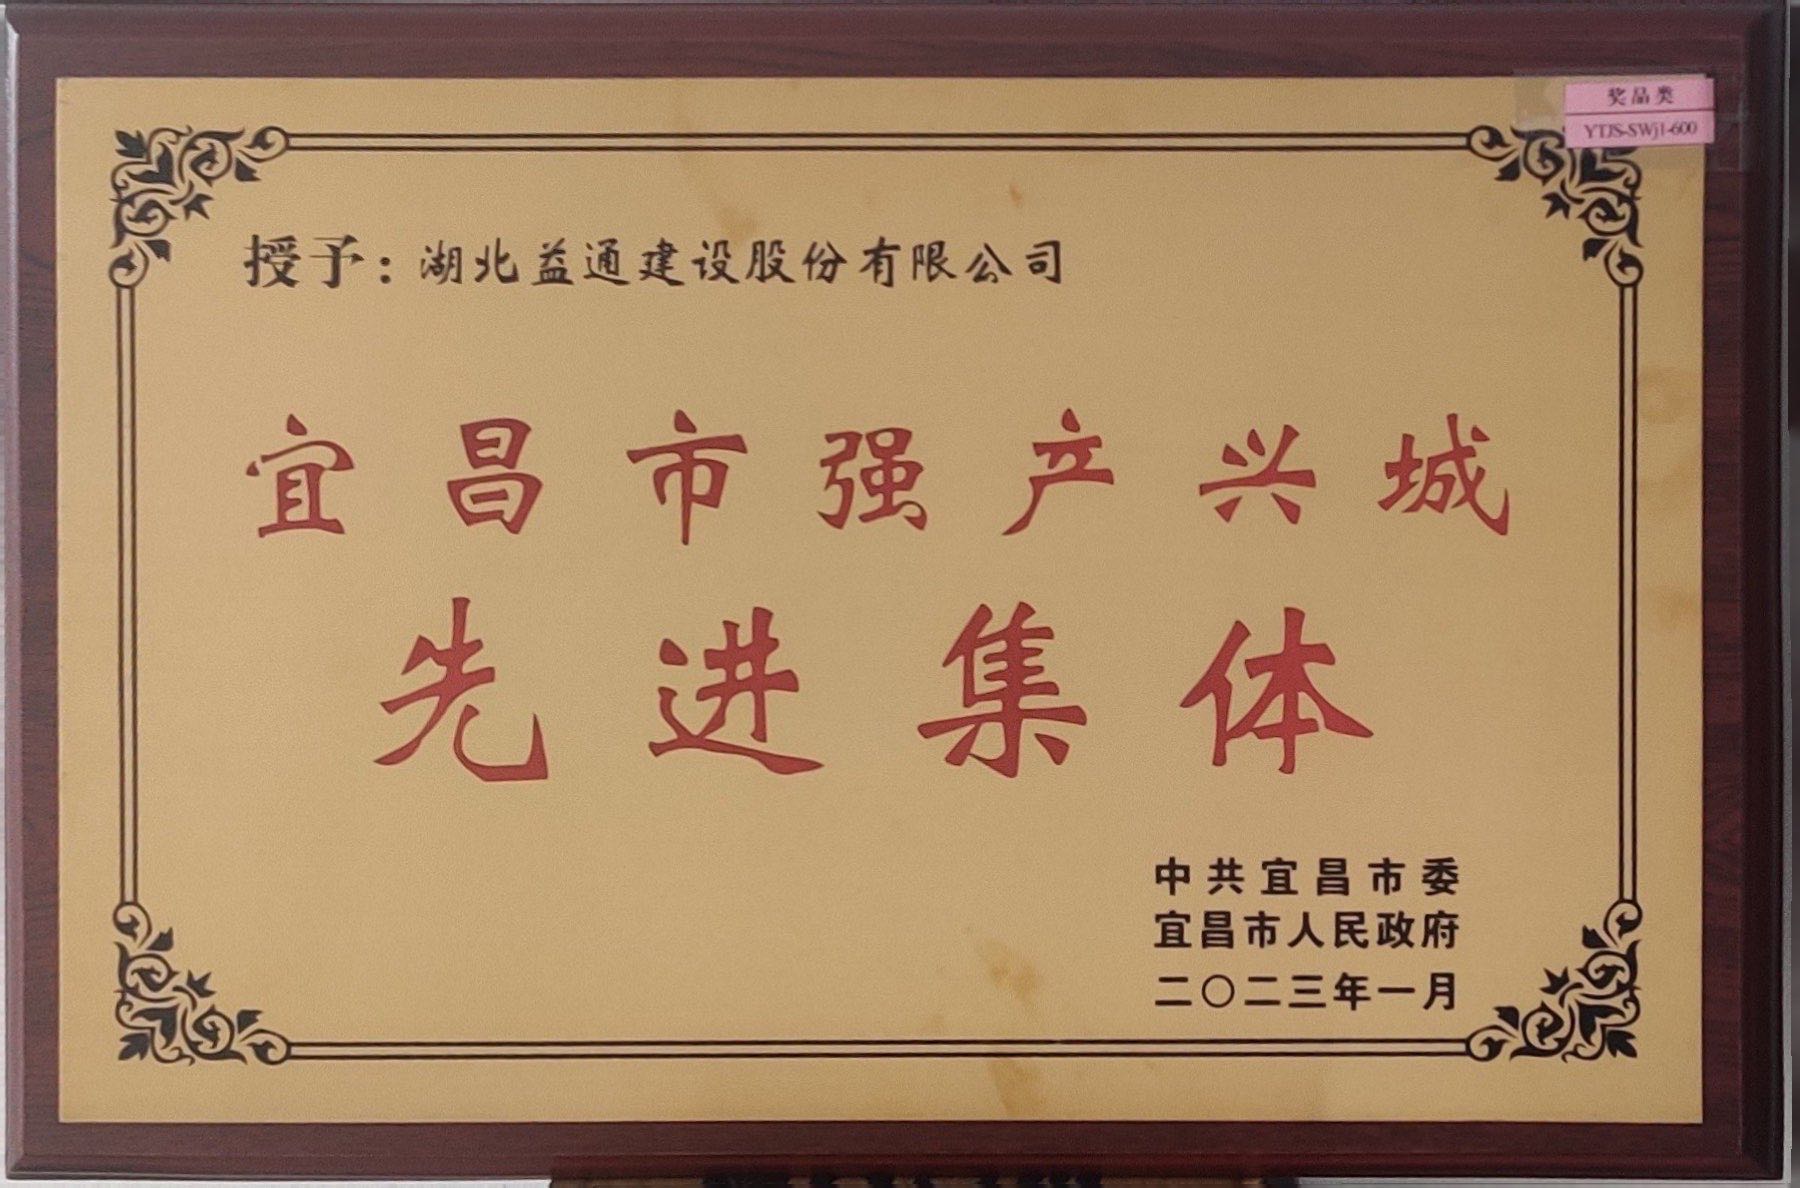 奖品类
YTJS-SWj1-600
授予：湖北益通建设股份有限公司
宜昌市强产兴城
先进集体
中共宜昌市委
宜昌市人民政府
二〇二三年一月